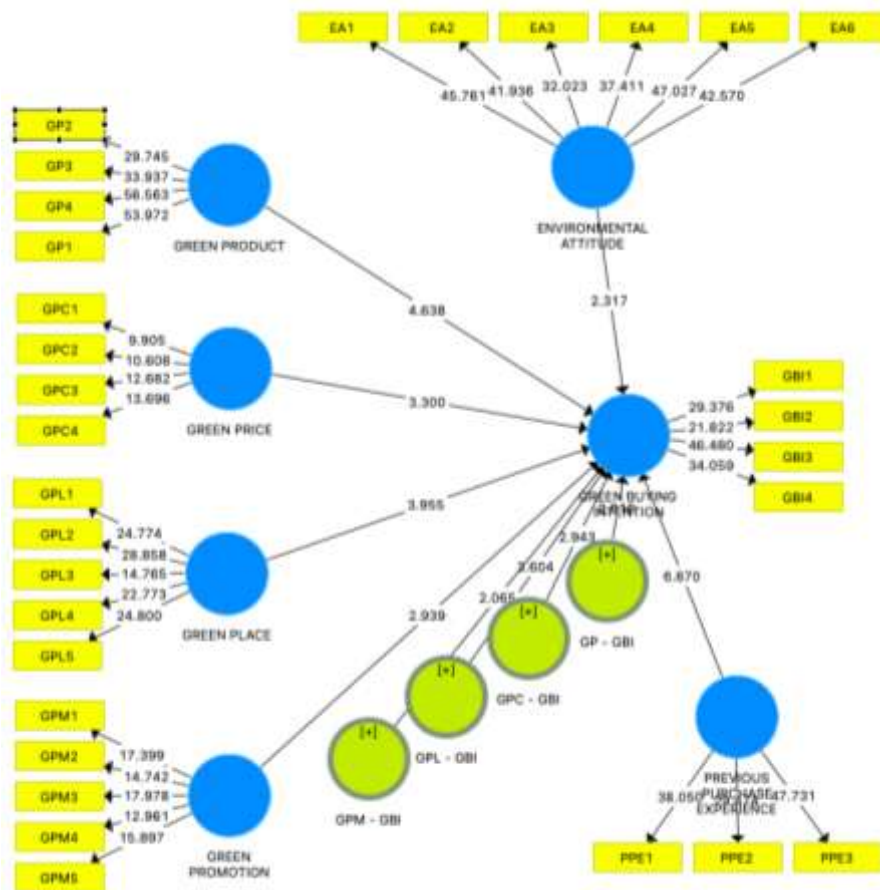 EA1 EA2 EA3 EA4 EA5 EA6
45.761 41.936 32.023 37.411 47.027 42.570
ENVIRONMENTAL
ATTITUDE
2.317
GP2
GP3
GP4
GP1
29.745
33.937
56.563
53.972
GREEN PRODUCT
4.638
GPC1
GPC2
GPC3
GPC4
9.905
10.608
12.682
13.696
GREEN PRICE
3.300
GPL1
GPL2
GPL3
GPL4
GPL5
24.774
28.858
14.765
22.773
24.800
GREEN PLACE
3.955
GPM1
GPM2
GPM3
GPM4
GPM5
17.399
14.742
17.978
12.961
15.897
GREEN
PROMOTION
2.939
GBI1
GBI2
GBI3
GBI4
29.376
21.822
46.480
34.059
GREEN BUYING
INTENTION
2.943
3.604
2.065
[+]
GP - GBI
[+]
GPC - GBI
[+]
GPL - GBI
[+]
GPM - GBI
6.670
PREVIOUS
PURCHASE
EXPERIENCE
38.050 47.731
PPE1 PPE2 PPE3